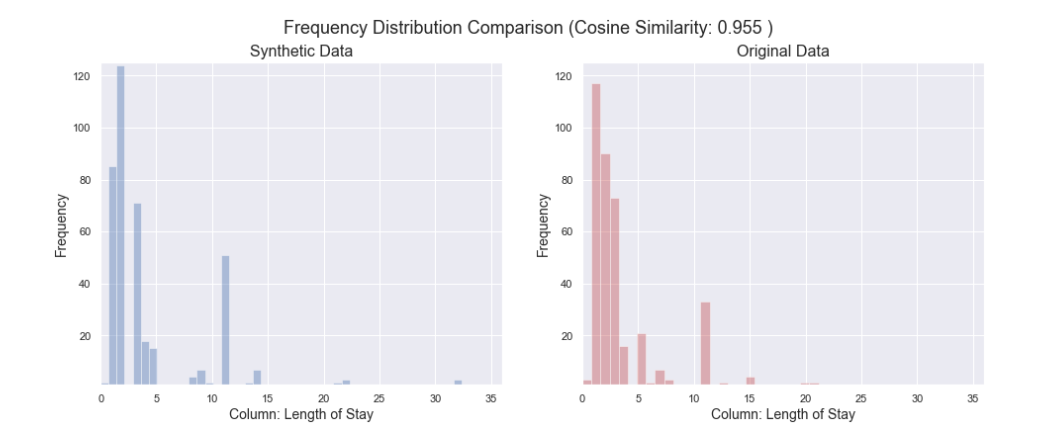 Frequency Distribution Comparison (Cosine Similarity: 0.955 )
Synthetic Data
120
100
80
60
40
20
Frequency
0 5 10 15 20 25 30 35
Column: Length of Stay
Original Data
120
100
80
60
40
20
Frequency
0 5 10 15 20 25 30 35
Column: Length of Stay